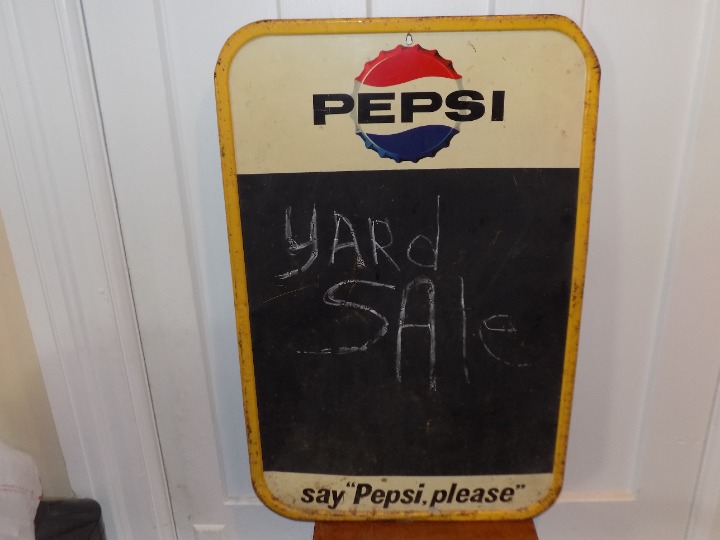 PEPSI
YARd
SAle
say "Pepsi, please"